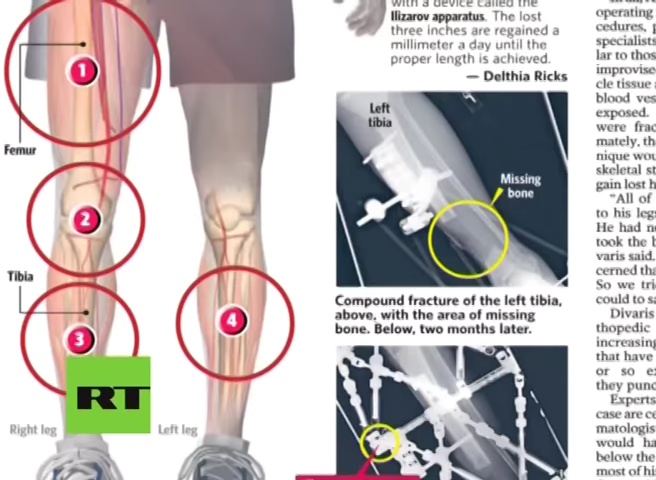 with a device called the
Ilizarov apparatus. The lost
three inches are regained a
millimeter a day until the
proper length is achieved.
— Delthia Ricks
1
Femur
2
Tibia
3
4
RT
Right leg
Left leg
Left
tibia
Missing
bone
Compound fracture of the left tibia,
above, with the area of missing
bone. Below, two months later.
operating
cedures, p
specialists
lar to those
improvise
cle tissue
blood ves
exposed.
were frac
mately, th
nique wou
skeletal st
gain lost h
"All of
to his legs
He had no
took the b
varis said.
cerned tha
So we tri
could to sa
Divaris
thopedic
increasing
that have
or so ex
they punc
Experts
case are ce
matologis
would ha
below the
most of his